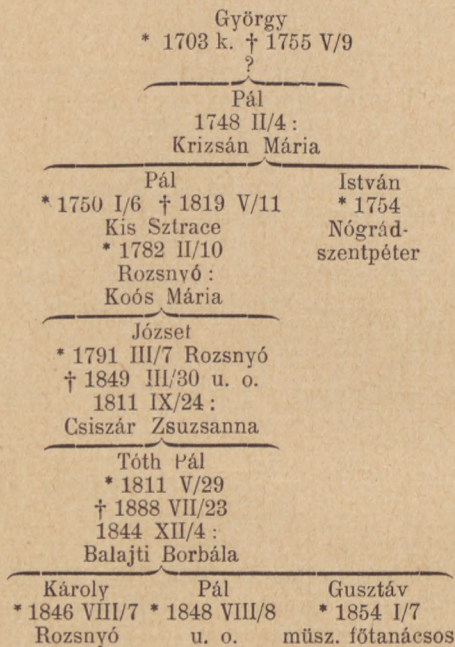 György
* 1703 k. † 1755 V/9
?
Pál
1748 II/4 :
Krizsán Mária
Pál
* 1750 I/6 † 1819 V/11
Kis Sztrace
* 1782 II/10
Rozsnyó :
Koós Mária
István
* 1754
Nógrád-
szentpéter
Józset
* 1791 III/7 Rozsnyó
† 1849 III/30 u. o.
1811 IX/24 :
Csiszár Zsuzsanna
Tóth Pál
* 1811 V/29
† 1888 VII/23
1844 XII/4 :
Balajti Borbála
Károly
* 1846 VIII/7
Rozsnyó
Pál
* 1848 VIII/8
u. o.
Gusztáv
* 1854 I/7
müsz. főtanácsos